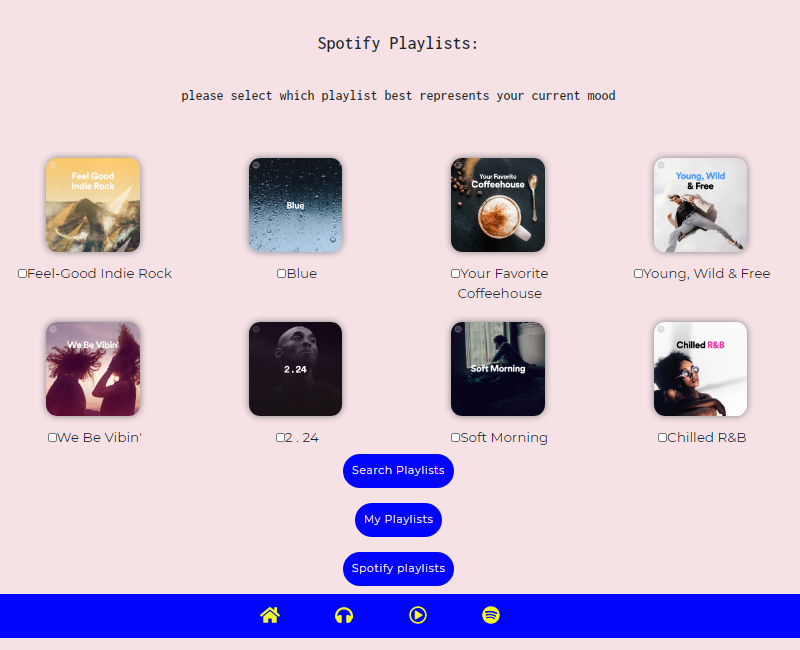 Spotify Playlists:
please select which playlist best represents your current mood
Feel Good
Indie Rock
Blue
Your Favorite
Coffeehouse
Young, Wild
& Free
Feel-Good Indie Rock
Blue
Your Favorite
Coffeehouse
Young, Wild & Free
We Be Vibin'
2.24
Soft Morning
Chilled R&B
We Be Vibin'
2 . 24
Soft Morning
Chilled R&B
Search Playlists
My Playlists
Spotify playlists